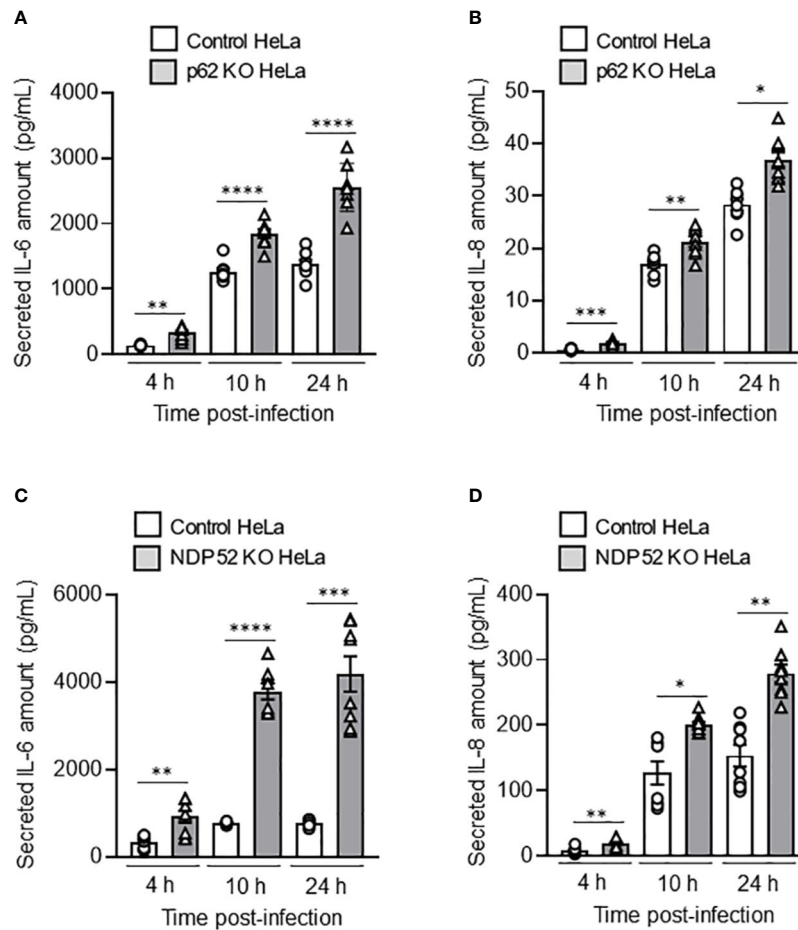 A
Control HeLa
p62 KO HeLa
Secreted IL-6 amount (pg/mL)
4000
3000
2000
1000
0
**
****
****
4 h
10 h
24 h
Time post-infection
B
Control HeLa
p62 KO HeLa
Secreted IL-8 amount (pg/mL)
50
40
30
20
10
0
***
**
*
4 h
10 h
24 h
Time post-infection
C
Control HeLa
NDP52 KO HeLa
Secreted IL-6 amount (pg/mL)
6000
4000
2000
0
**
****
***
4 h
10 h
24 h
Time post-infection
D
Control HeLa
NDP52 KO HeLa
Secreted IL-8 amount (pg/mL)
400
300
200
100
0
**
*
**
4 h
10 h
24 h
Time post-infection